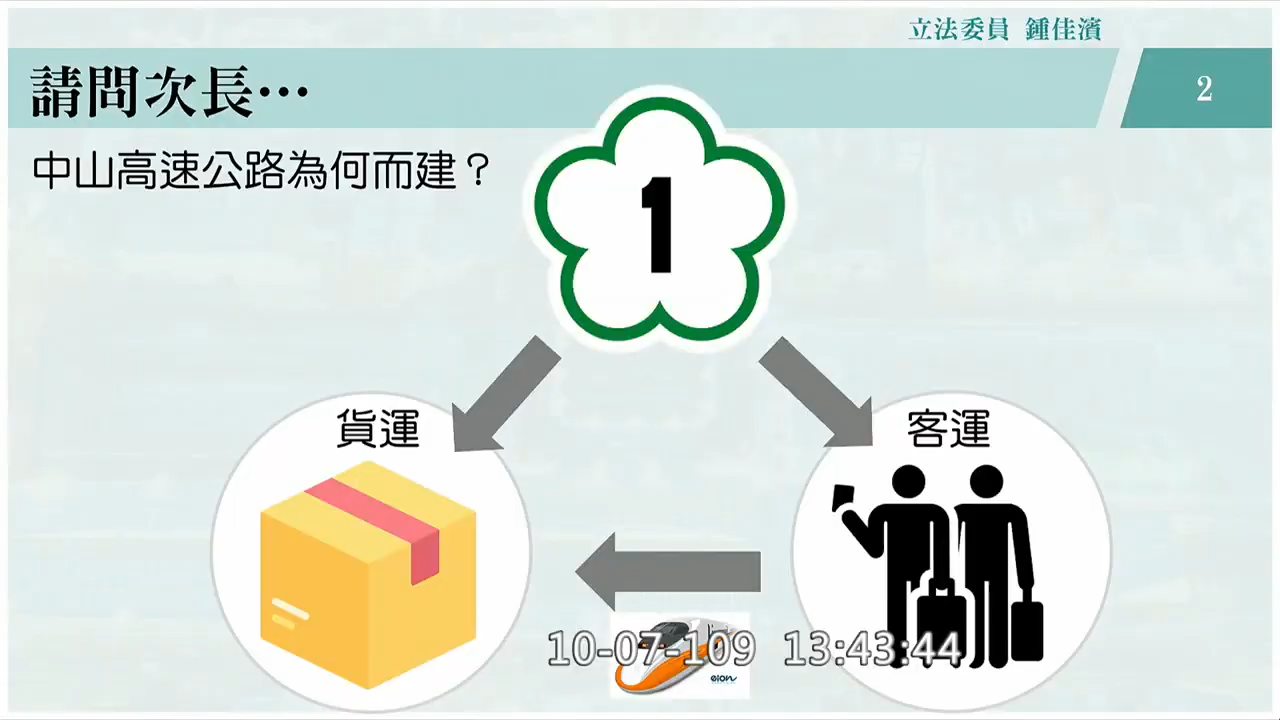 立法委員 鍾佳濱
請問次長…
2
中山高速公路為何而建？
1
貨運
客運
10-07-109 13:43:44